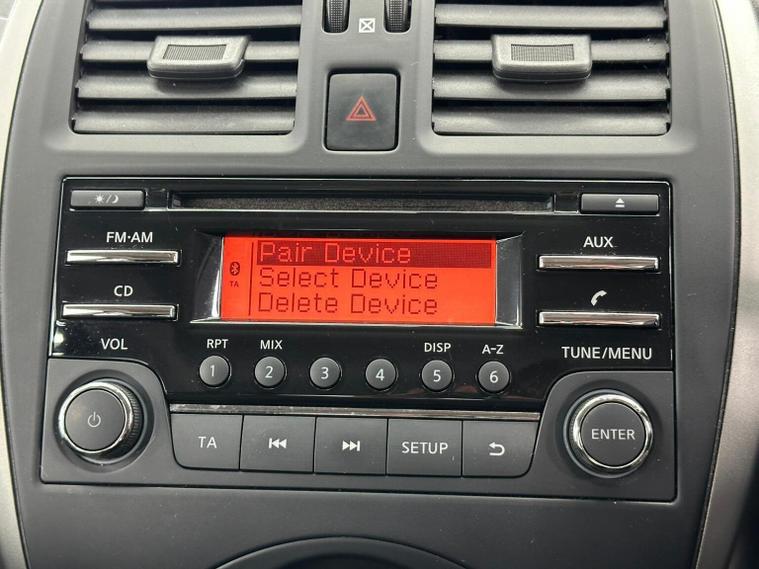 FM·AM
AUX
Pair Device
Select Device
Delete Device
TA
CD
VOL
RPT
MIX
DISP
A-Z
TUNE/MENU
1
2
3
4
5
6
TA
SETUP
ENTER